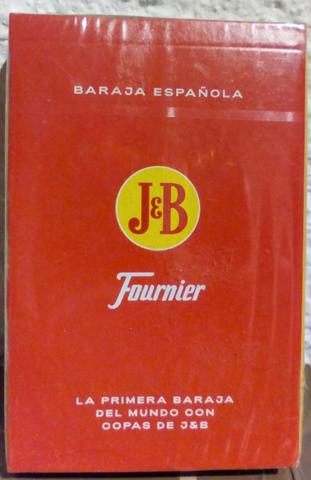 BARAJA ESPAÑOLA
J&B
Fournier
LA PRIMERA BARAJA
DEL MUNDO CON
COPAS DE J&B